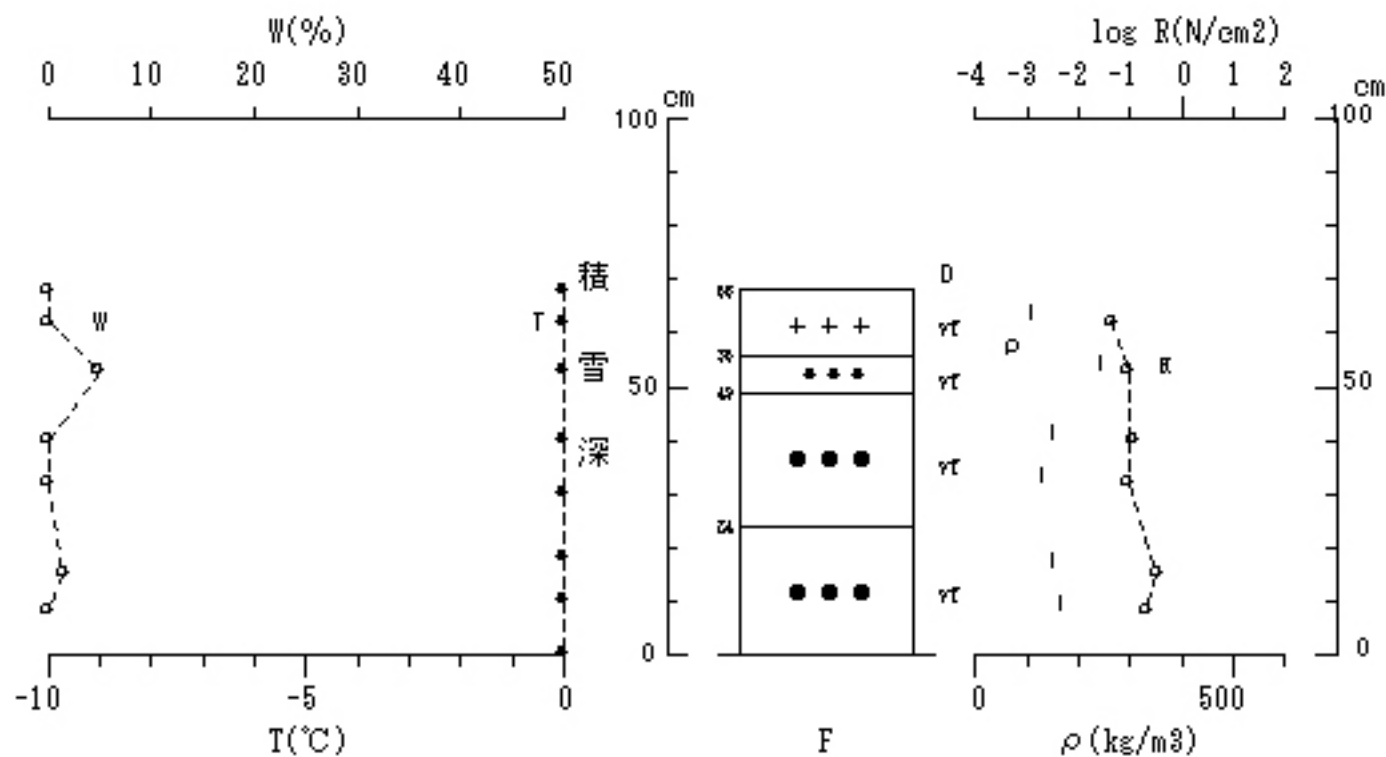 W(%)
0 10 20 30 40 50
cm
100
50
0
W
T
積
雪
深
-10 -5 0
T(℃)
F
D
log R(N/cm2)
-4 -3 -2 -1 0 1 2
cm
100
50
0
ρ
R
0 500
ρ(kg/m3)